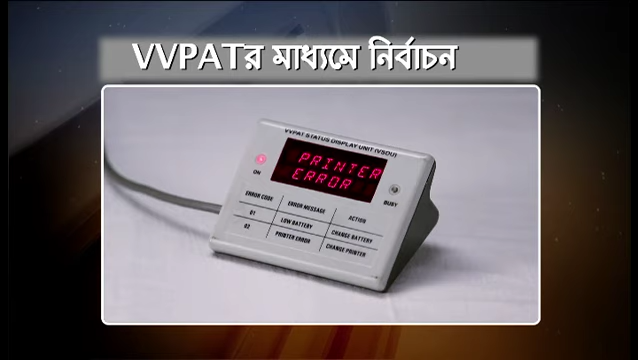 VVPATর মাধ্যমে নির্বাচন
VVPAT STATUS DISPLAY UNIT (VSDU)
PRINTER
ERROR
ON
BUSY
ERROR CODE ERROR MESSAGE ACTION
01 LOW BATTERY CHANGE BATTERY
02 PRINTER ERROR CHANGE PRINTER